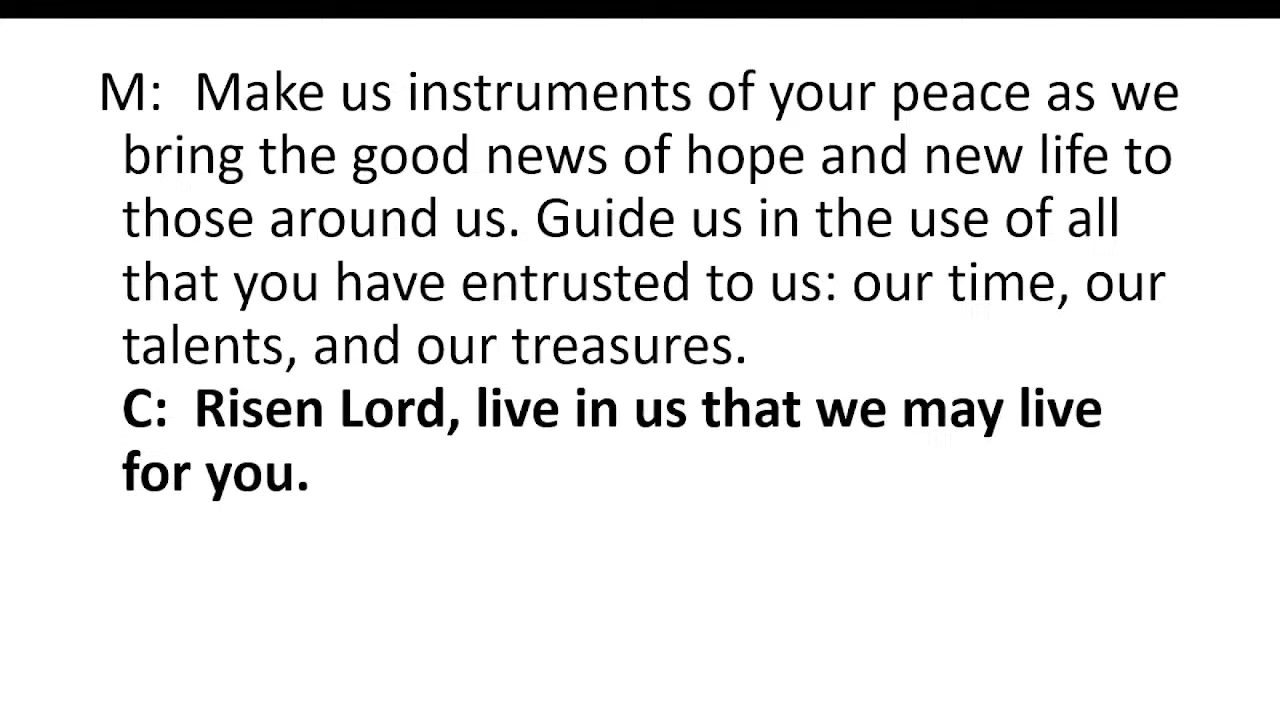 M: Make us instruments of your peace as we
bring the good news of hope and new life to
those around us. Guide us in the use of all
that you have entrusted to us: our time, our
talents, and our treasures.
C: Risen Lord, live in us that we may live
for you.